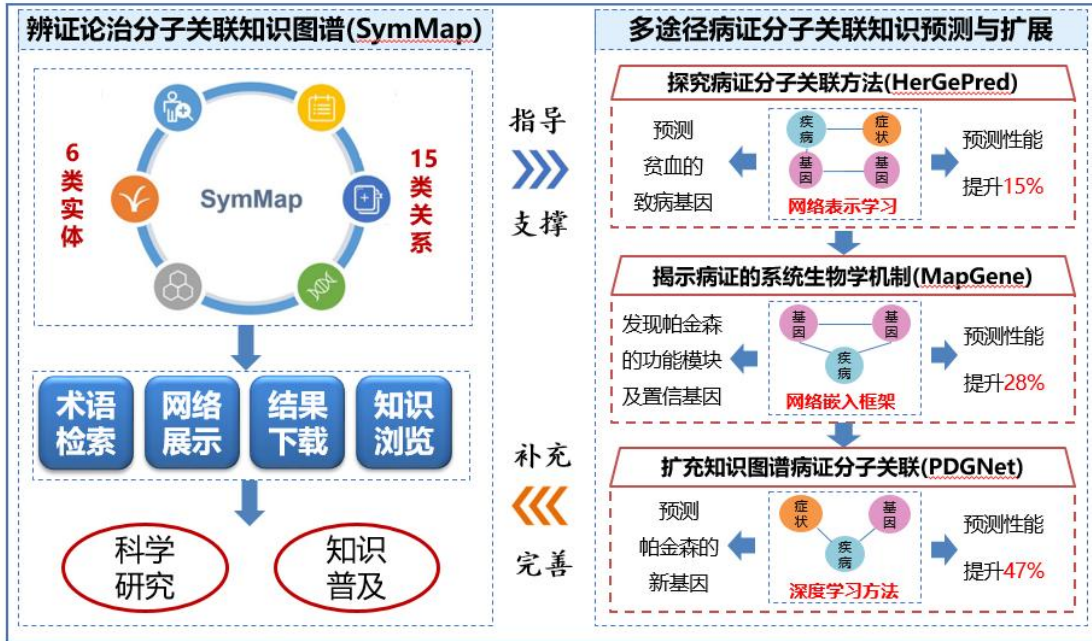 辨证论治分子关联知识图谱(SymMap)
6
类
实
体
SymMap
15
类
关
系
术语
检索
网络
展示
结果
下载
知识
浏览
科学
研究
知识
普及
指导
支撑
补充
完善
多途径病证分子关联知识预测与扩展
探究病证分子关联方法(HerGePred)
预测
贫血的
致病基因
疾病
症状
基因
基因
网络表示学习
预测性能
提升15%
揭示病证的系统生物学机制(MapGene)
发现帕金森
的功能模块
及置信基因
基因
基因
疾病
网络嵌入框架
预测性能
提升28%
扩充知识图谱病证分子关联(PDGNet)
预测
帕金森的
新基因
症状
基因
疾病
深度学习方法
预测性能
提升47%